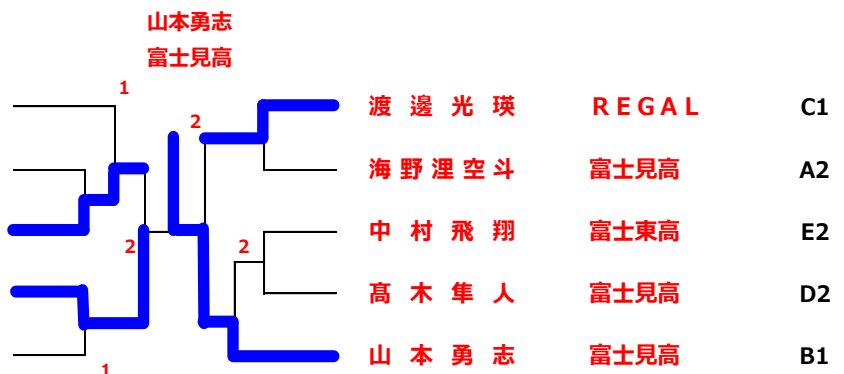 山本勇志
富士見高
1
2
渡邊光瑛 REGAL C1
海野浬空斗 富士見高 A2
2 2 中村飛翔 富士東高 E2
髙木隼人 富士見高 D2
山本勇志 富士見高 B1
1